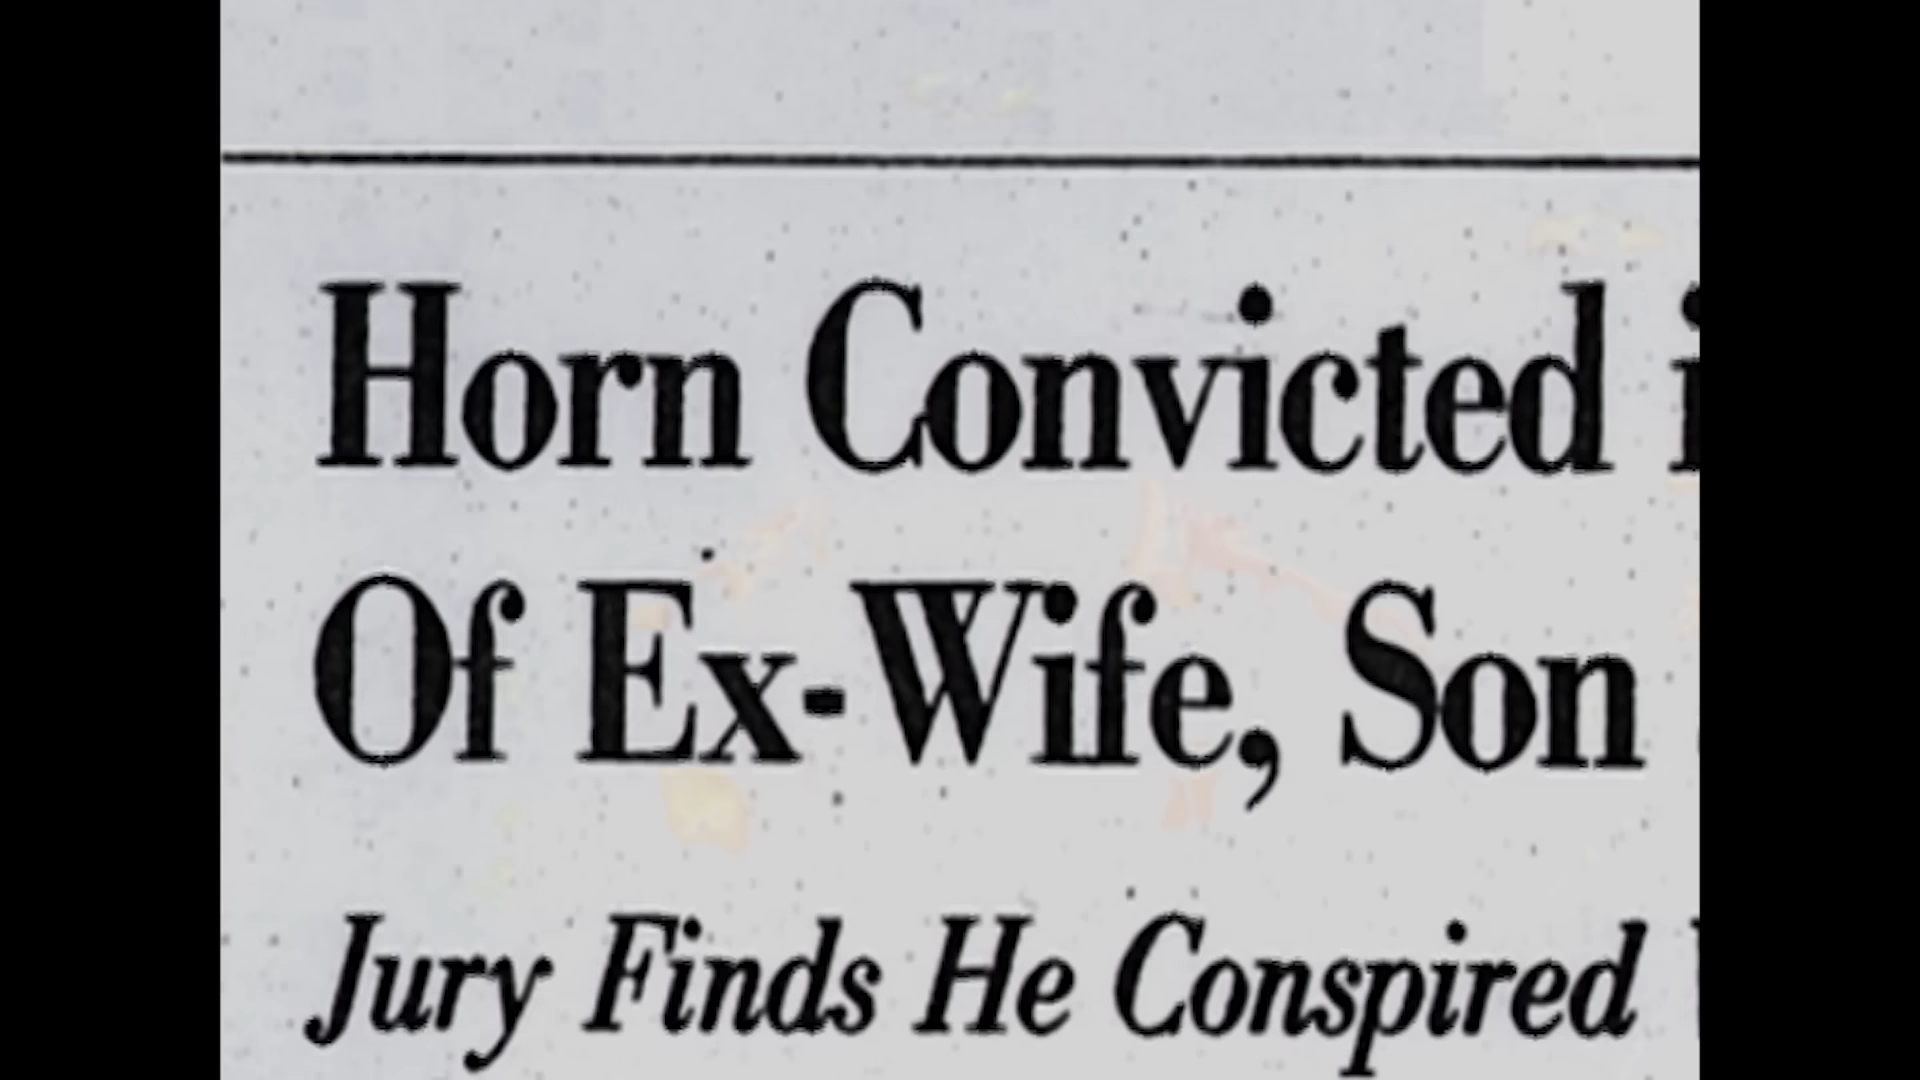 Horn Convicted i
Of Ex-Wife, Son
Jury Finds He Conspired